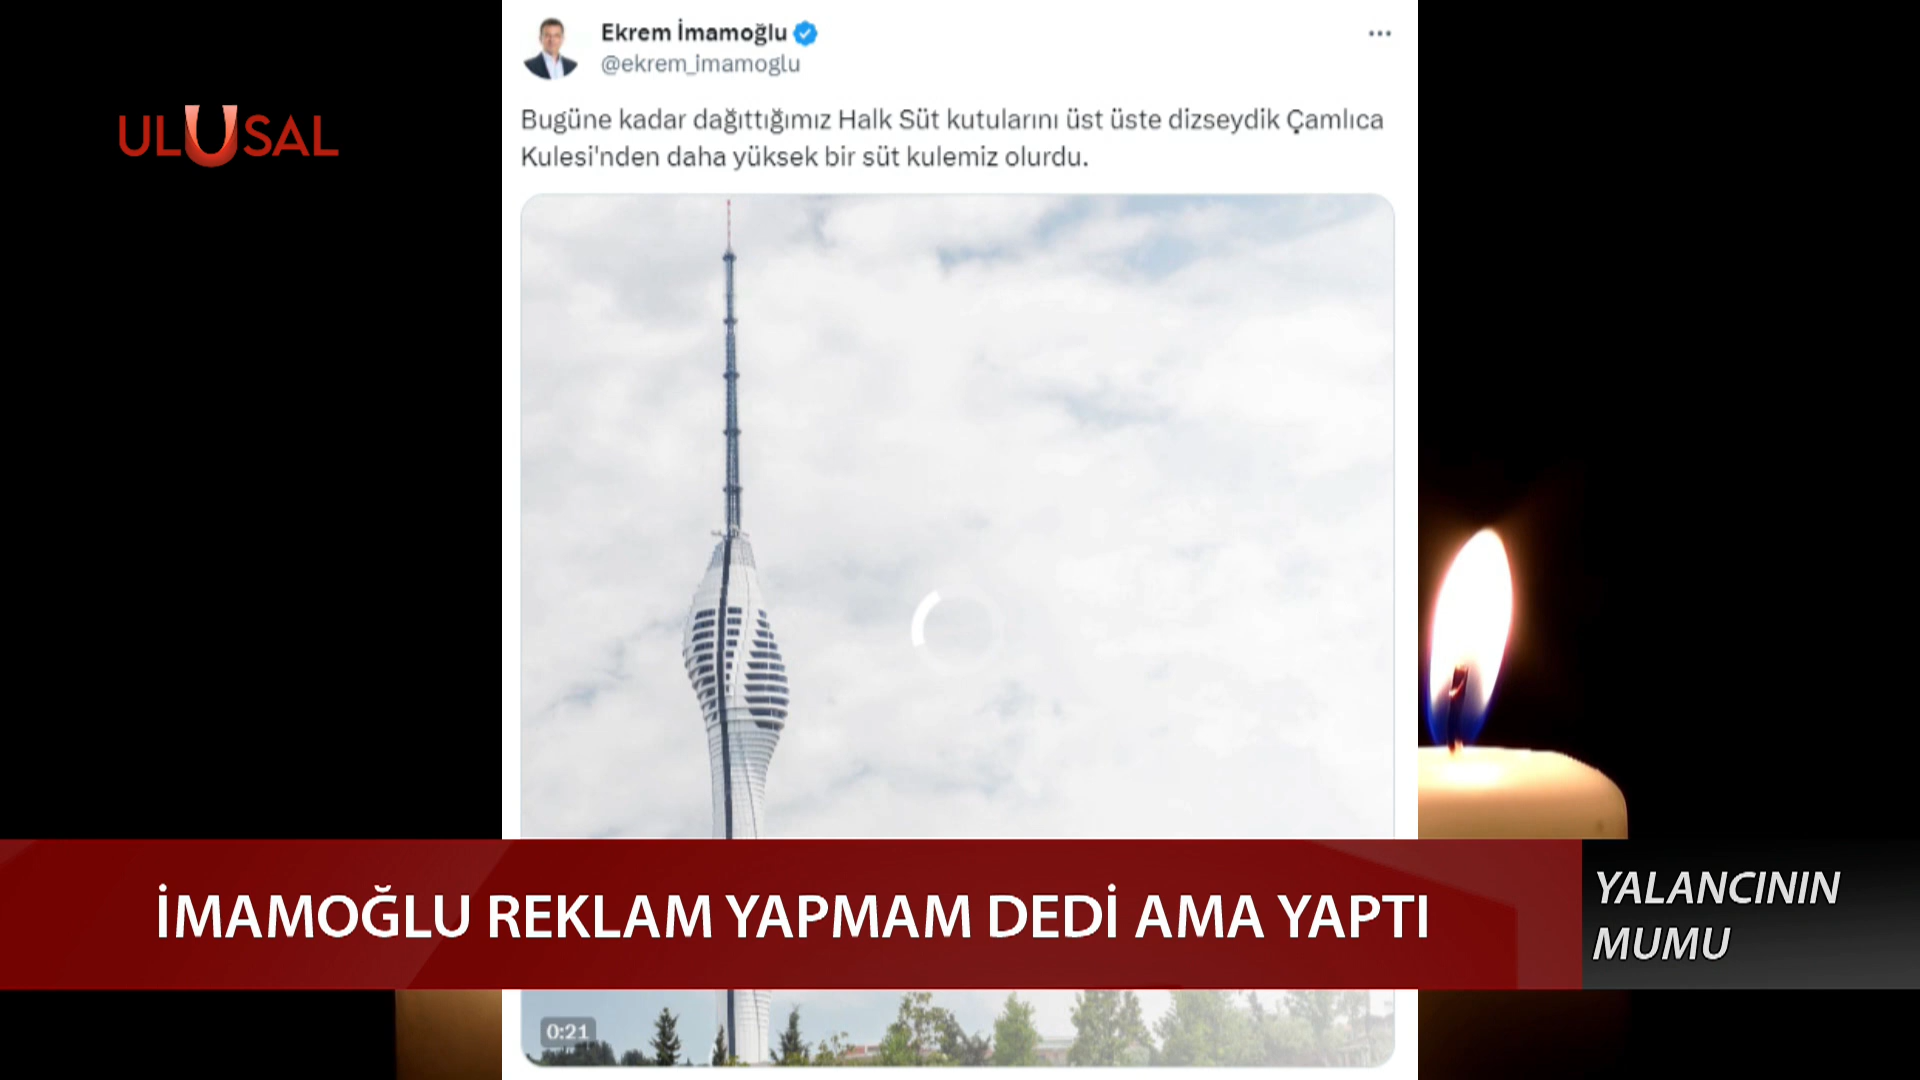 ULUSAL
Ekrem İmamoğlu
@ekrem_imamoglu
Bugüne kadar dağıttığımız Halk Süt kutularını üst üste dizseydik Çamlıca
Kulesi'nden daha yüksek bir süt kulemiz olurdu.
İMAMOĞLU REKLAM YAPMAM DEDİ AMA YAPTI
YALANCININ
MUMU
0:21